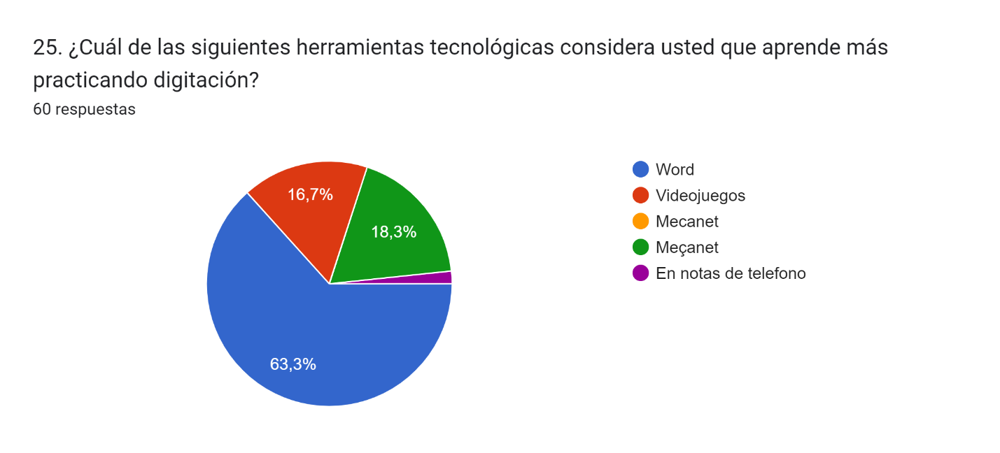 25. ¿Cuál de las siguientes herramientas tecnológicas considera usted que aprende más
practicando digitación?
60 respuestas
16,7%
18,3%
63,3%
Word
Videojuegos
Mecanet
Meçanet
En notas de telefono